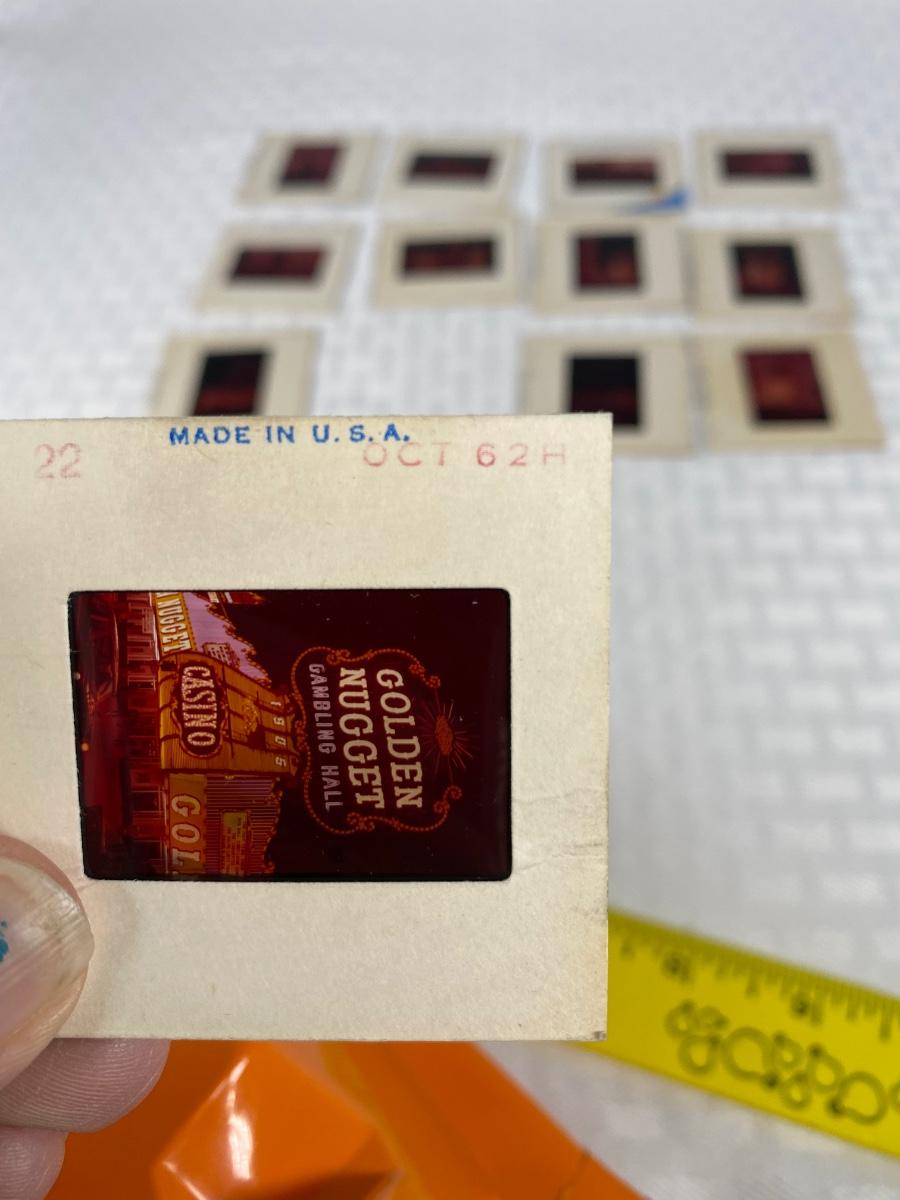 MADE IN U.S.A.
22
OCT 62H
GOLDEN
NUGGET
GAMBLING HALL
1905
NUGGET
CASINO
GOL